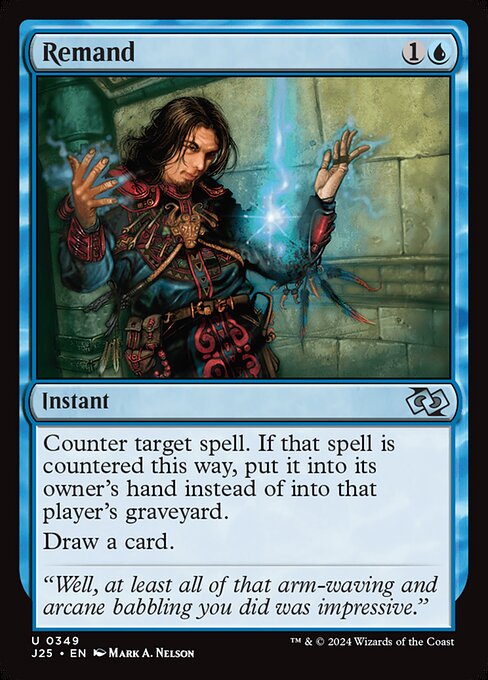 Remand
1
Instant
Counter target spell. If that spell is
countered this way, put it into its
owner's hand instead of into that
player's graveyard.
Draw a card.
“Well, at least all of that arm-waving and
arcane babbling you did was impressive.”
U 0349
J25 • EN Mark A. Nelson
™ & © 2024 Wizards of the Coast